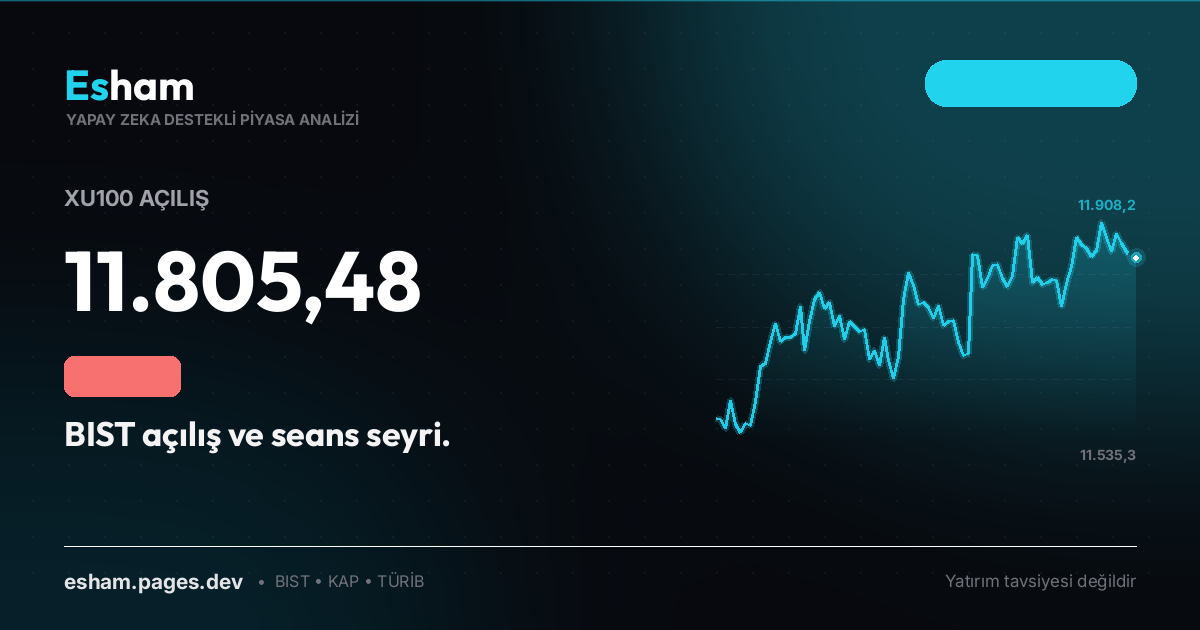 Esham
YAPAY ZEKA DESTEKLİ PİYASA ANALİZİ
XU100 AÇILIŞ
11.805,48
BIST açılış ve seans seyri.
11.908,2
11.535,3
esham.pages.dev • BIST • KAP • TÜRİB
Yatırım tavsiyesi değildir